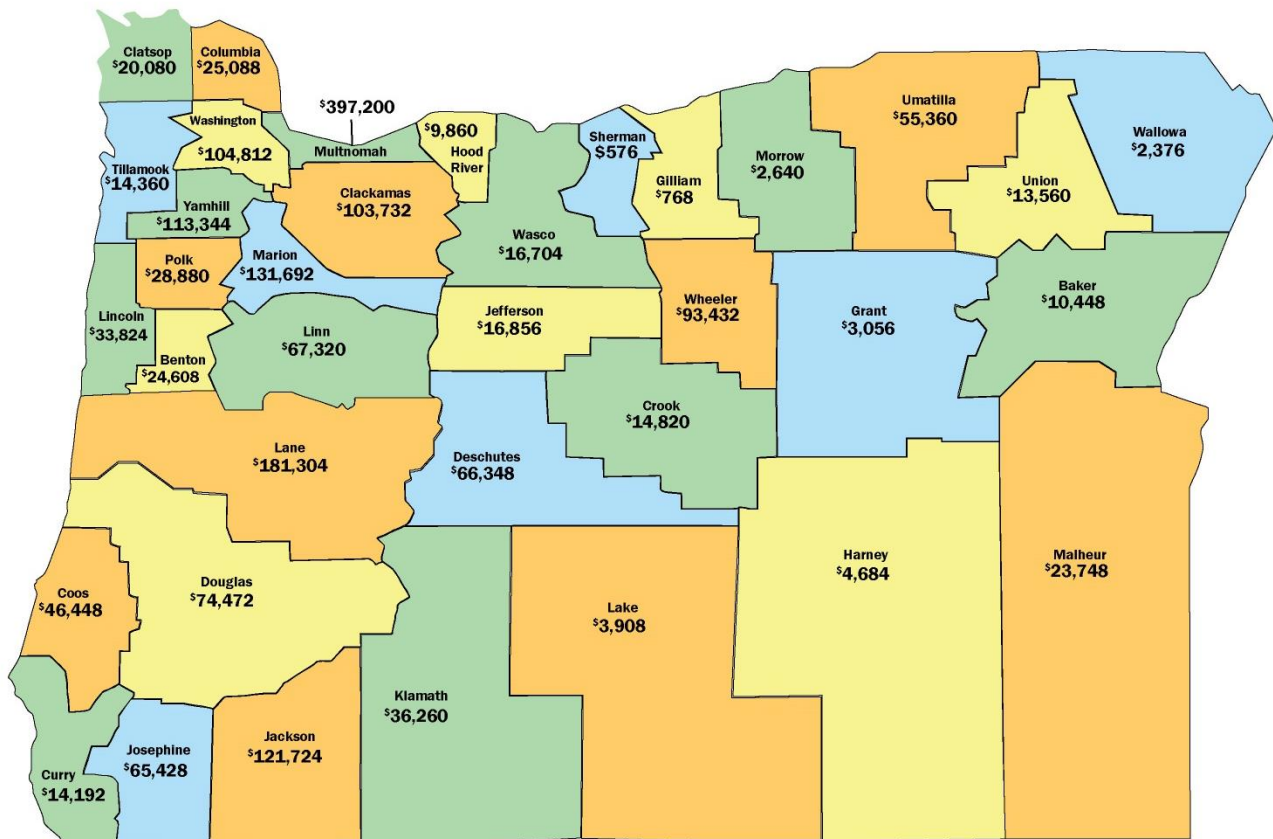 Clatsop
$20,080
Columbia
$25,088
$397,200
Multnomah
Washington
$104,812
Tillamook
$14,360
Yamhill
$113,344
Clackamas
$103,732
$9,860
Hood
River
Sherman
$576
Gilliam
$768
Morrow
$2,640
Umatilla
$55,360
Union
$13,560
Wallowa
$2,376
Polk
$28,880
Marion
$131,692
Wasco
$16,704
Lincoln
$33,824
Benton
$24,608
Linn
$67,320
Jefferson
$16,856
Wheeler
$93,432
Grant
$3,056
Baker
$10,448
Lane
$181,304
Deschutes
$66,348
Crook
$14,820
Coos
$46,448
Douglas
$74,472
Lake
$3,908
Harney
$4,684
Malheur
$23,748
Curry
$14,192
Josephine
$65,428
Jackson
$121,724
Klamath
$36,260